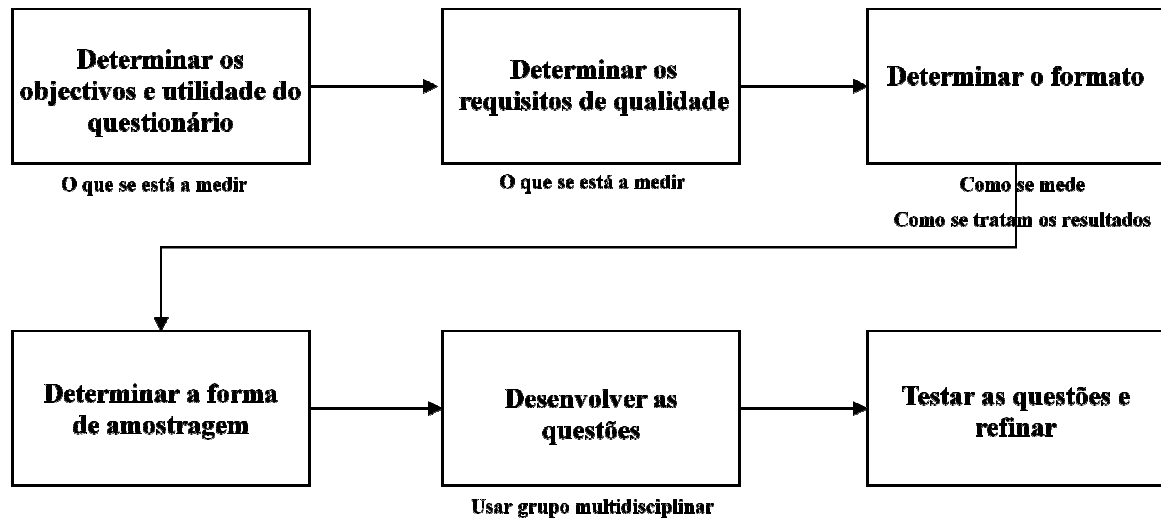 Determinar os
objectivos e utilidade do
questionário
Determinar os
requisitos de qualidade
Determinar o formato
O que se está a medir
O que se está a medir
Como se mede
Como se tratam os resultados
Determinar a forma
de amostragem
Desenvolver as
questões
Testar as questões e
refinar
Usar grupo multidisciplinar